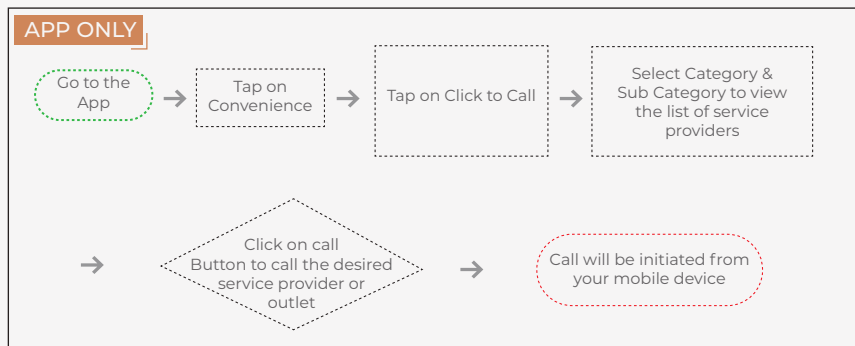 APP ONLY
Go to the
App
Tap on
Convenience
Tap on Click to Call
Select Category &
Sub Category to view
the list of service
providers
Click on call
Button to call the desired
service provider or
outlet
Call will be initiated from
your mobile device